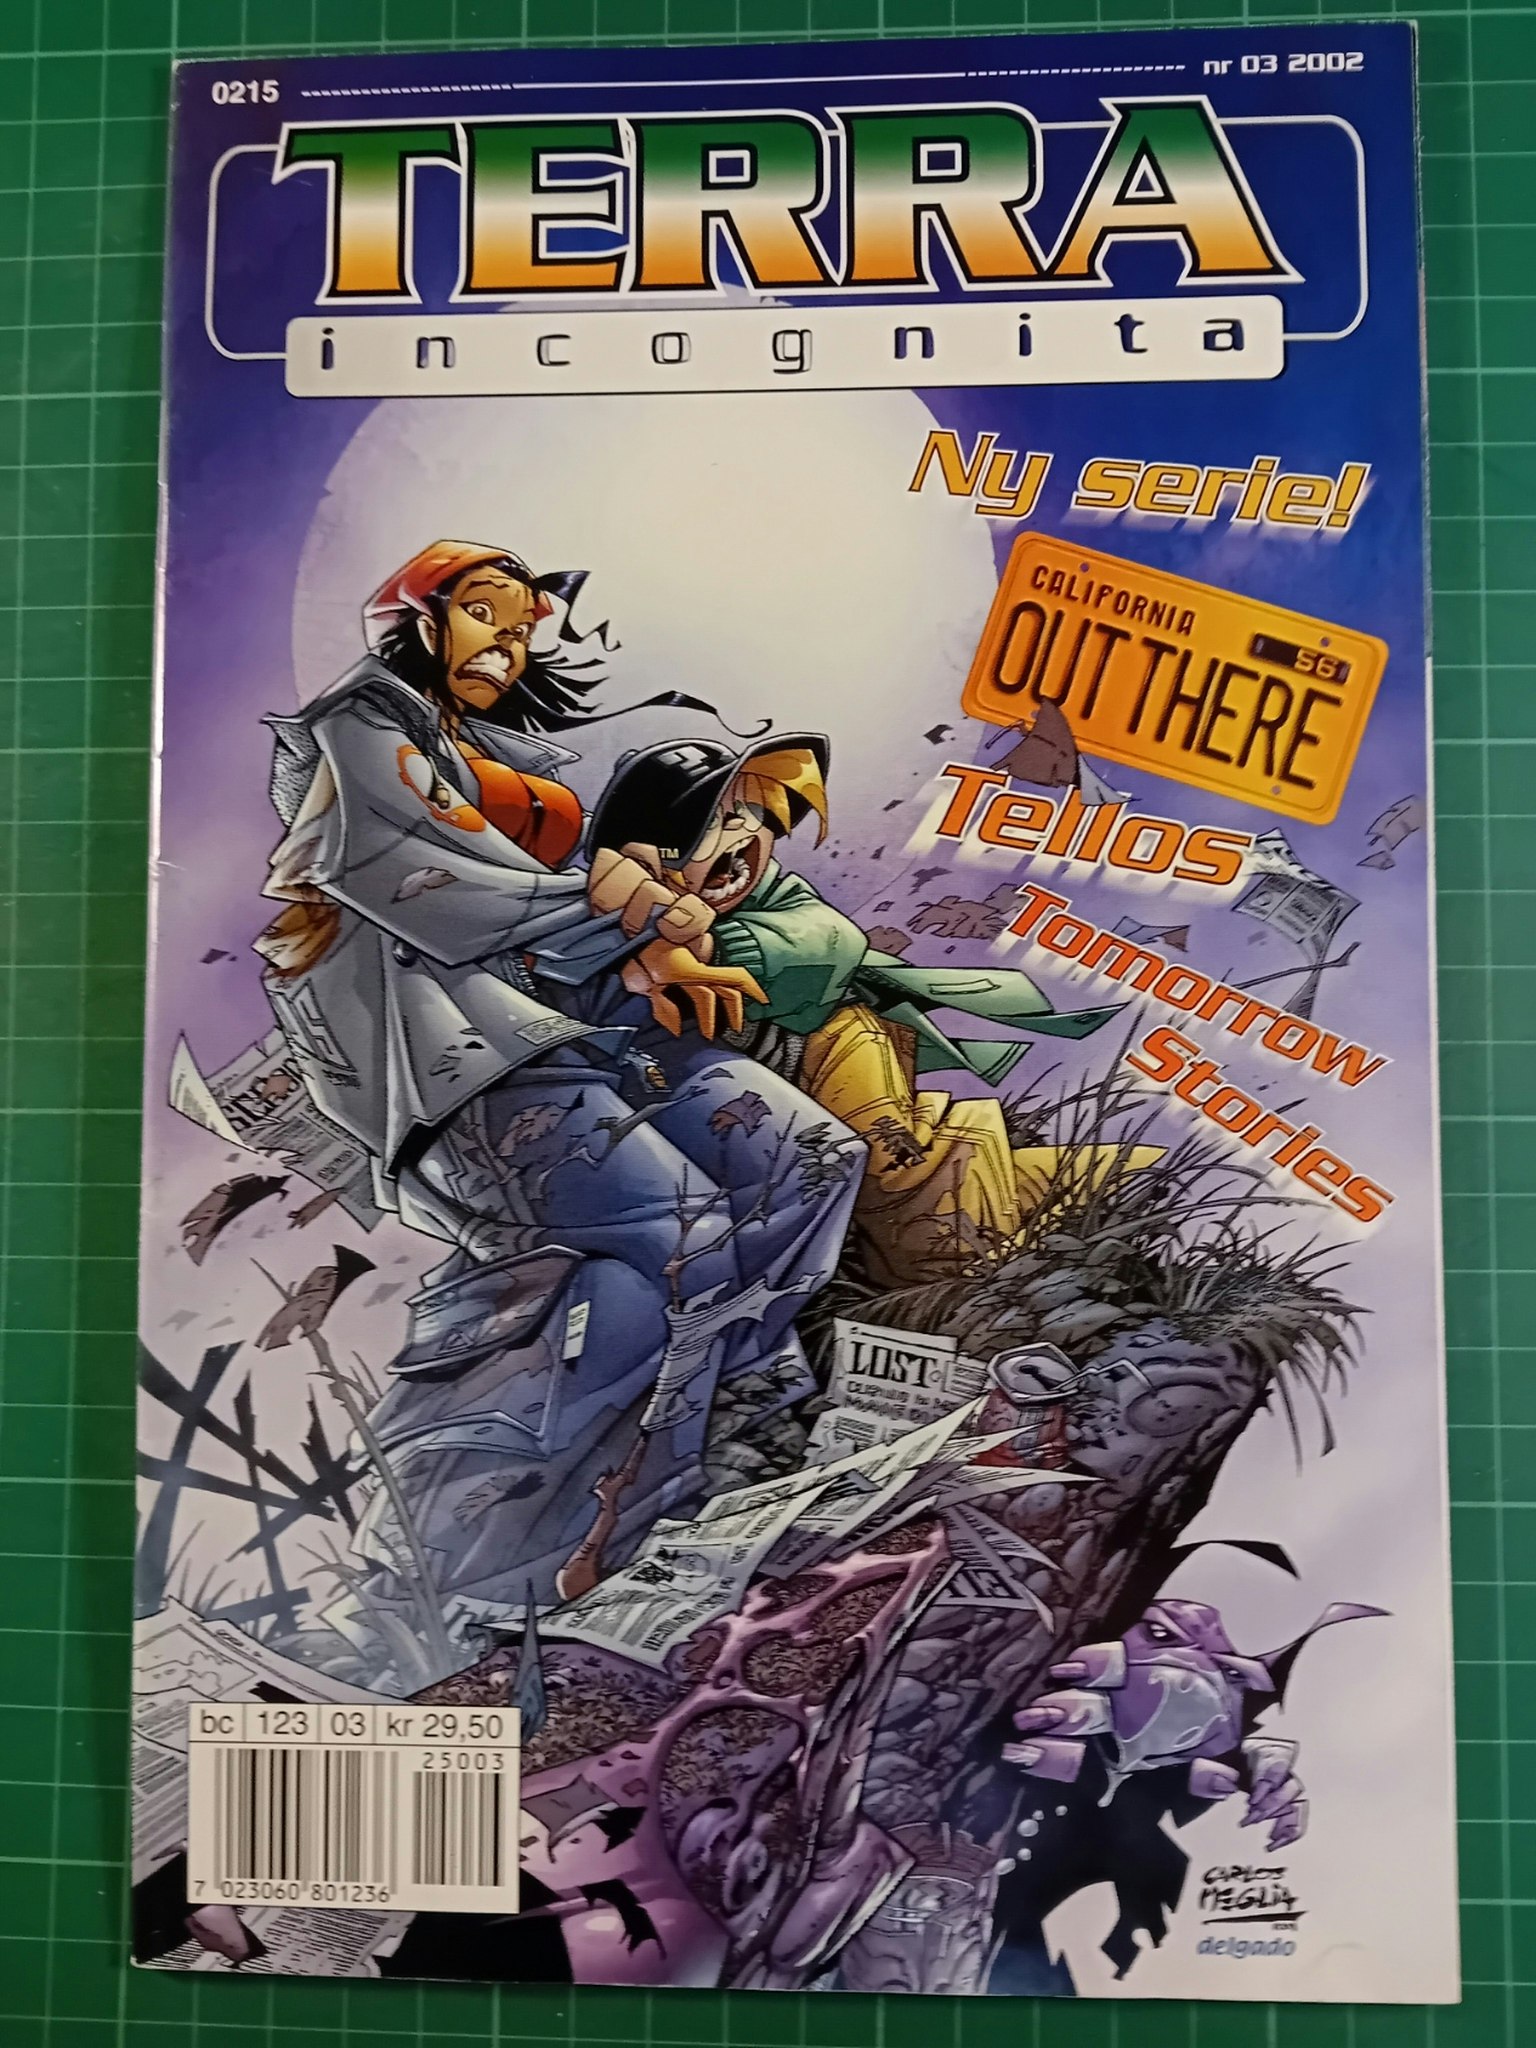 0215
nr 03 2002
TERRA
incognita
Ny serie!
CALIFORNIA
56
OUT THERE
Tellos
Tomorrow
Stories
TM
LOST
bc 123 03 kr 29,50
25003
7 023060 801236
CARLOS
MEGLIA
delgado